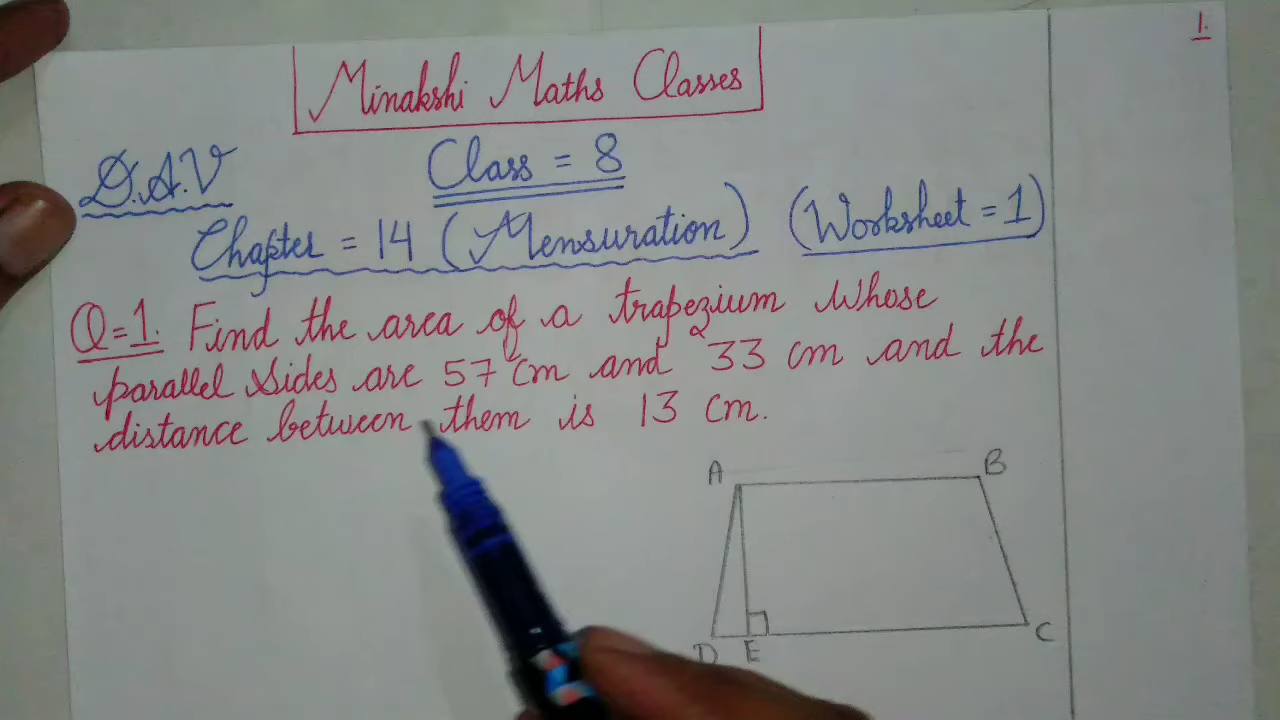 1.
Minakshi Maths Classes
D.A.V
Class = 8
Chapter = 14 (Mensuration) (Worksheet = 1)
Q=1. Find the area of a trapezium whose
parallel sides are 57 cm and 33 cm and the
distance between them is 13 cm.
A B
D E C